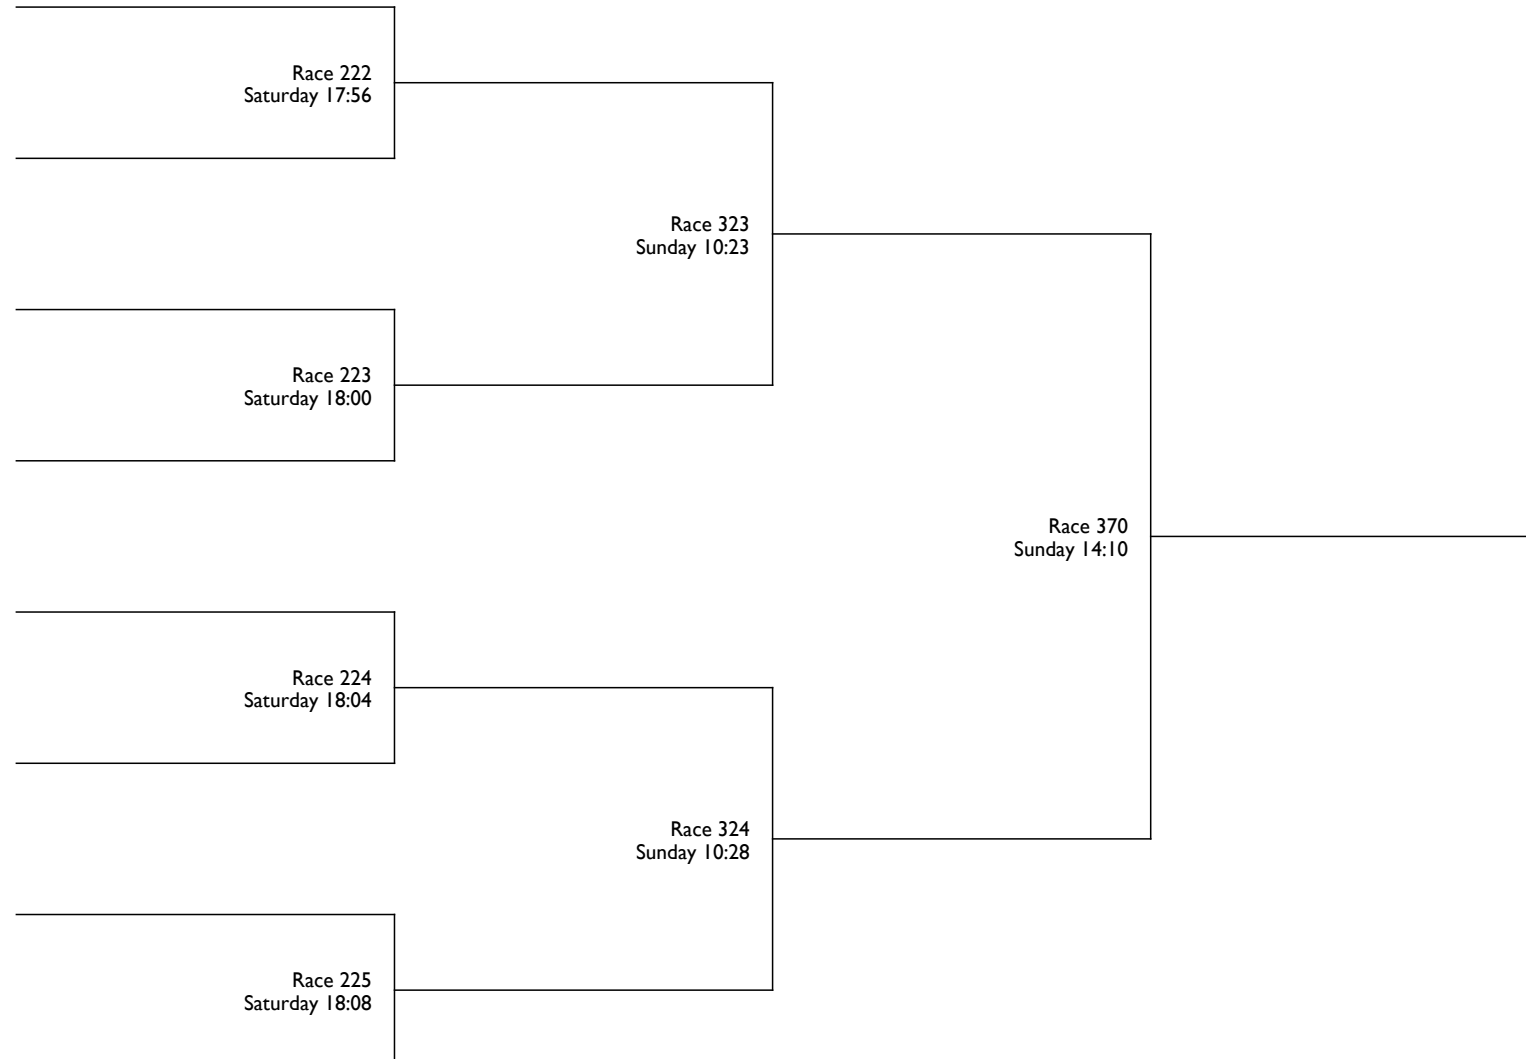 Race 222
Saturday 17:56
Race 323
Sunday 10:23
Race 223
Saturday 18:00
Race 370
Sunday 14:10
Race 224
Saturday 18:04
Race 324
Sunday 10:28
Race 225
Saturday 18:08